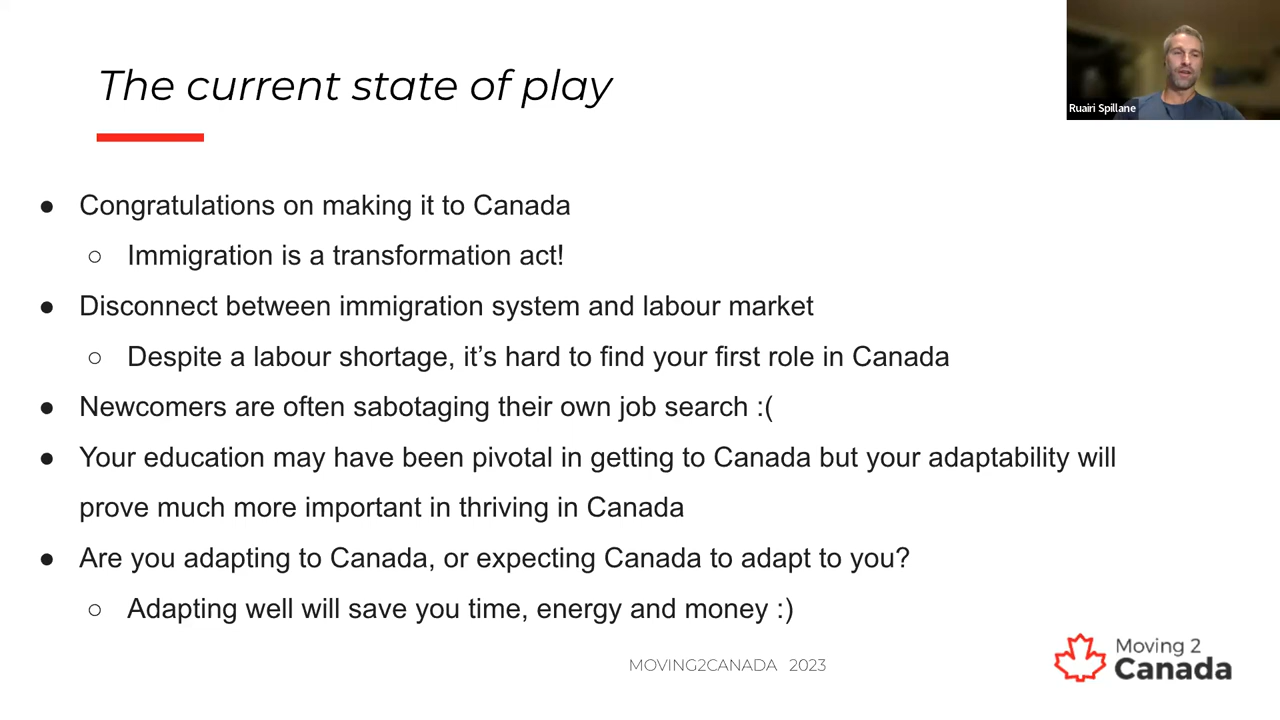 The current state of play
Ruairi Spillane
● Congratulations on making it to Canada
○ Immigration is a transformation act!
● Disconnect between immigration system and labour market
○ Despite a labour shortage, it’s hard to find your first role in Canada
● Newcomers are often sabotaging their own job search :(
● Your education may have been pivotal in getting to Canada but your adaptability will
prove much more important in thriving in Canada
● Are you adapting to Canada, or expecting Canada to adapt to you?
○ Adapting well will save you time, energy and money :)
MOVING2CANADA 2023
Moving 2
Canada